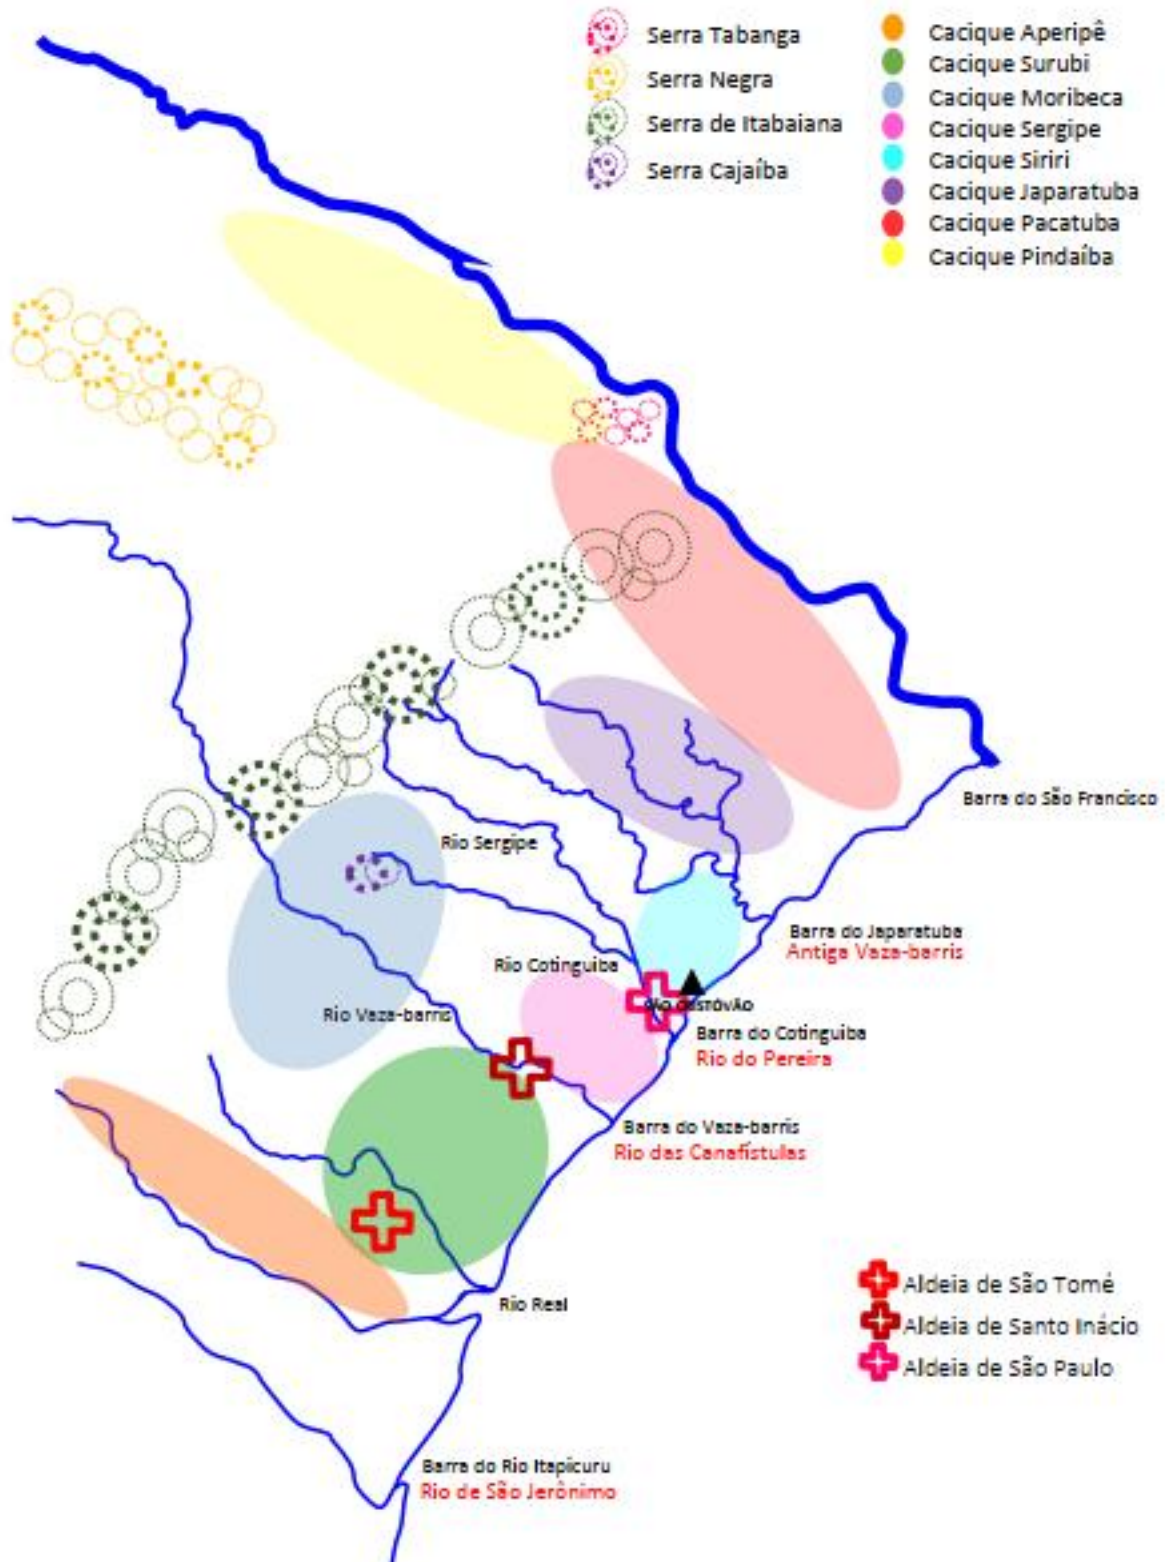 Serra Tabanga
Serra Negra
Serra de Itabaiana
Serra Cajaíba
Cacique Aperipê
Cacique Surubi
Cacique Moribeca
Cacique Sergipe
Cacique Siriri
Cacique Japaratuba
Cacique Pacatuba
Cacique Pindaíba
Barra do São Francisco
Rio Sergipe
Barra do Japaratuba
Antiga Vaza-barris
Rio Cotinguiba
SÃO CRISTÓVÃO
Rio Vaza-barris
Barra do Cotinguiba
Rio do Pereira
Barra do Vaza-barris
Rio das Canafístulas
Rio Real
Aldeia de São Tomé
Aldeia de Santo Inácio
Aldeia de São Paulo
Barra do Rio Itapicuru
Rio de São Jerônimo